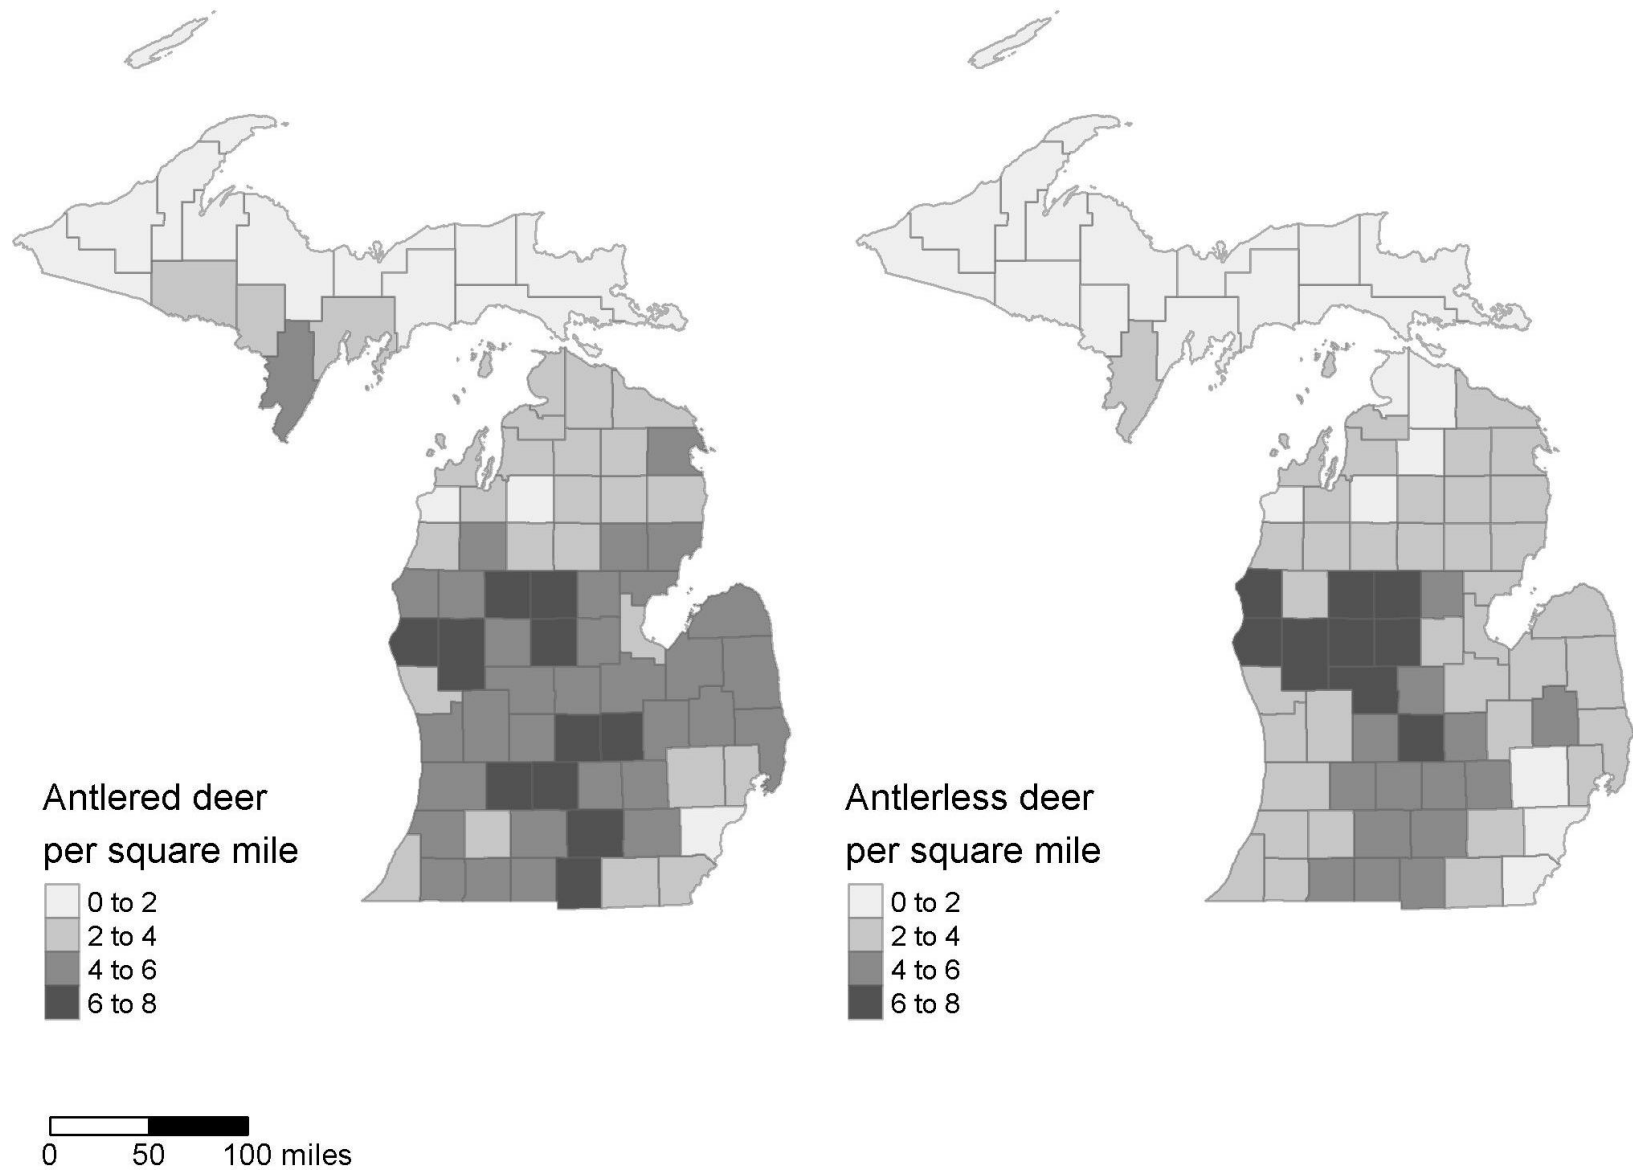 Antlered deer
per square mile
0 to 2
2 to 4
4 to 6
6 to 8
Antlerless deer
per square mile
0 to 2
2 to 4
4 to 6
6 to 8
0 50 100 miles